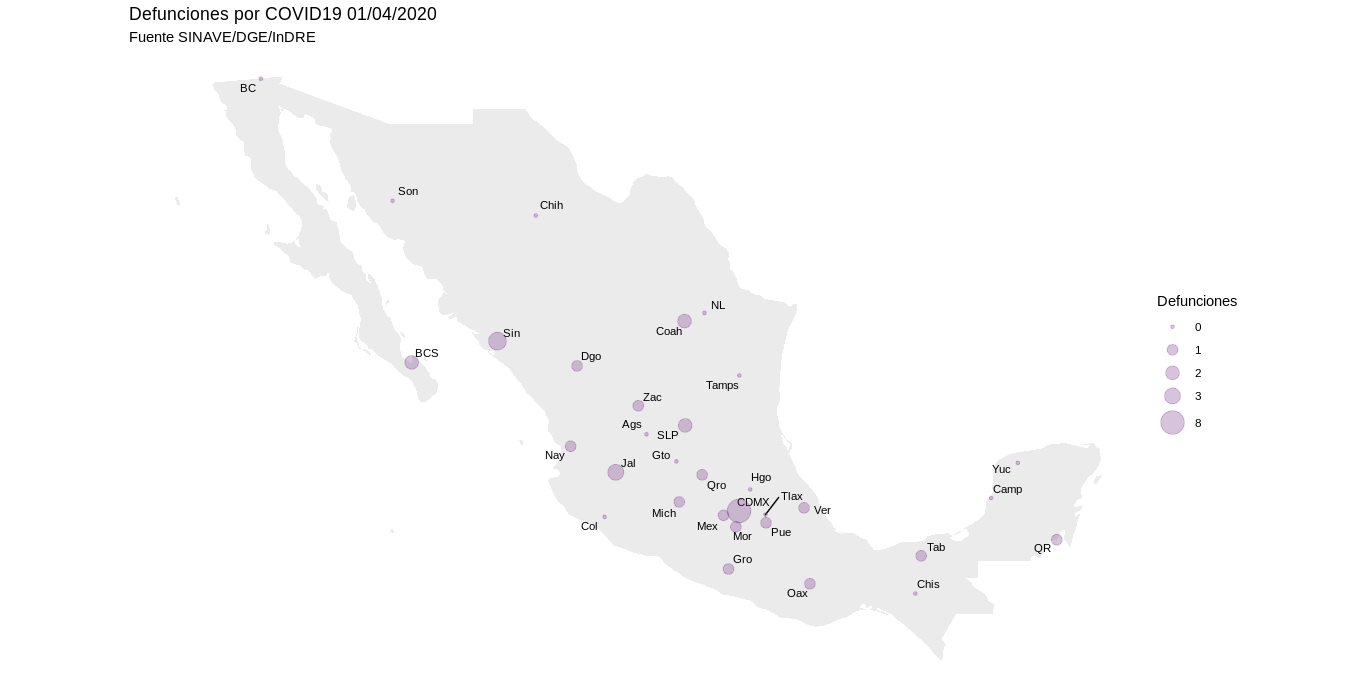 Defunciones por COVID19 01/04/2020
Fuente SINAVE/DGE/InDRE
BC
Son
Chih
NL
Coah
Sin
BCS
Dgo
Tamps
Zac
Ags
SLP
Nay
Gto
Jal
Qro
Hgo
CDMX
Tlax
Mich
Mex
Ver
Col
Mor
Pue
Gro
Oax
Tab
Chis
Yuc
Camp
QR
Defunciones
0
1
2
3
8